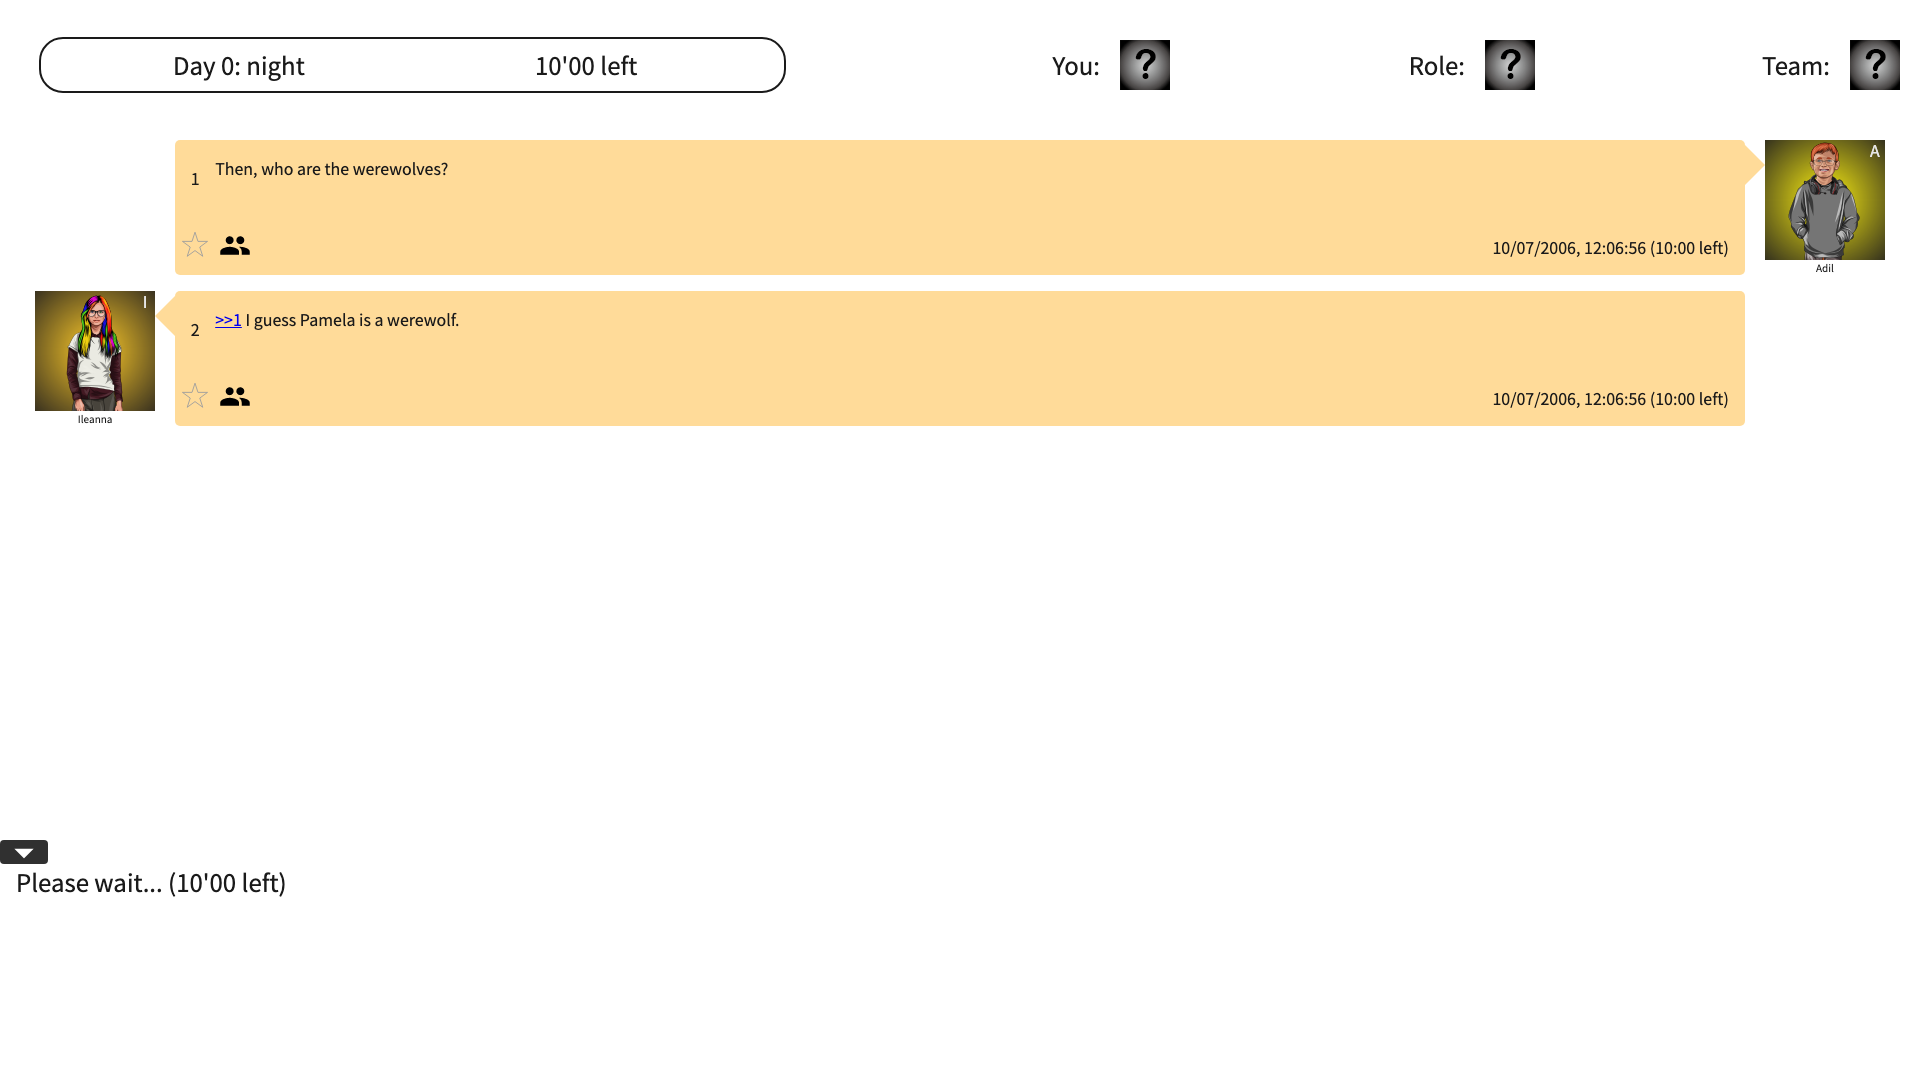 Day 0: night 10'00 left
You: ? Role: ? Team: ?
1 Then, who are the werewolves?
A
10/07/2006, 12:06:56 (10:00 left)
Adil
I
2 >>1 I guess Pamela is a werewolf.
10/07/2006, 12:06:56 (10:00 left)
Ileanna
Please wait... (10'00 left)